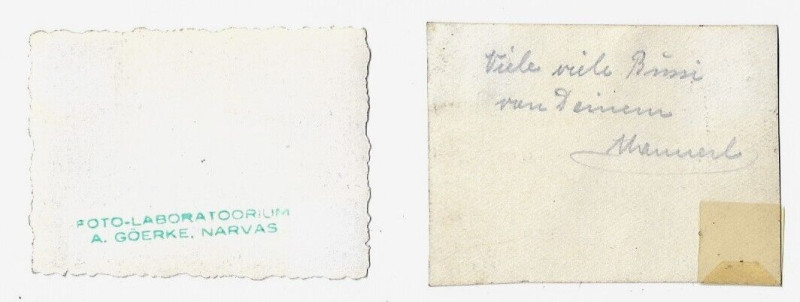 FOTO-LABORATOORIUM
A. GÖERKE, NARVAS
Viele viele Bussi
von Deinem
Mannerl